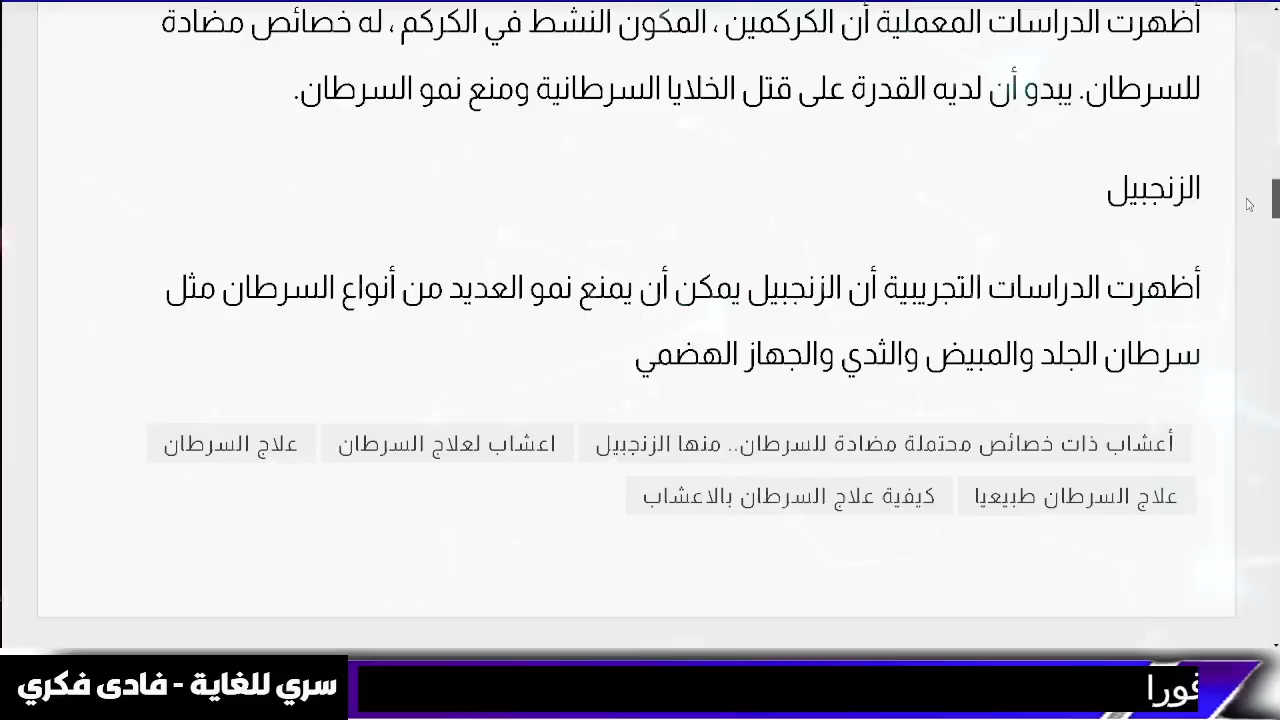 أظهرت الدراسات المعملية أن الكركمين ، المكون النشط في الكركم ، له خصائص مضادة
للسرطان. يبدو أن لديه القدرة على قتل الخلايا السرطانية ومنع نمو السرطان.
الزنجبيل
أظهرت الدراسات التجريبية أن الزنجبيل يمكن أن يمنع نمو العديد من أنواع السرطان مثل
سرطان الجلد والمبيض والثدي والجهاز الهضمي
أعشاب ذات خصائص محتملة مضادة للسرطان.. منها الزنجبيل اعشاب لعلاج السرطان علاج السرطان
علاج السرطان طبيعيا كيفية علاج السرطان بالاعشاب
فورا
سري للغاية - فادى فكري